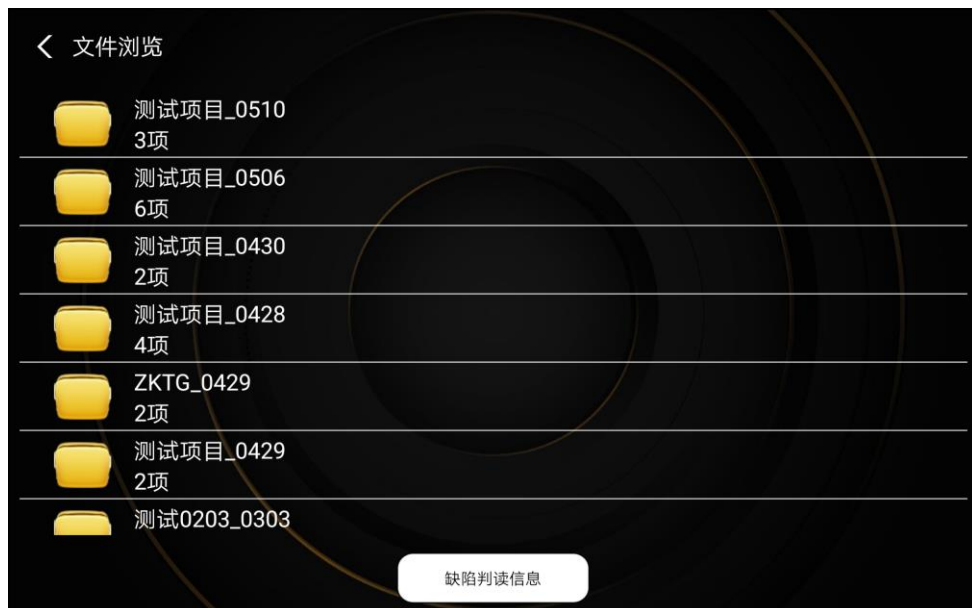 文件浏览
测试项目_0510
3项
测试项目_0506
6项
测试项目_0430
2项
测试项目_0428
4项
ZKTG_0429
2项
测试项目_0429
2项
测试0203_0303
缺陷判读信息